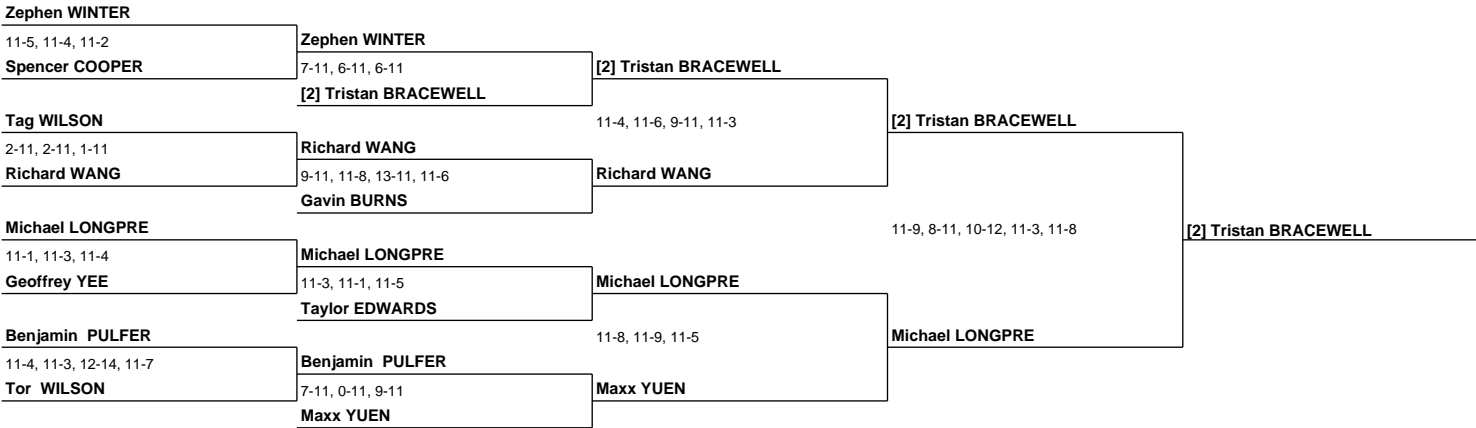 Zephen WINTER
11-5, 11-4, 11-2
Zephen WINTER
Spencer COOPER
7-11, 6-11, 6-11
[2] Tristan BRACEWELL
[2] Tristan BRACEWELL
Tag WILSON
11-4, 11-6, 9-11, 11-3
[2] Tristan BRACEWELL
2-11, 2-11, 1-11
Richard WANG
Richard WANG
9-11, 11-8, 13-11, 11-6
Richard WANG
Gavin BURNS
Michael LONGPRE
11-9, 8-11, 10-12, 11-3, 11-8
[2] Tristan BRACEWELL
11-1, 11-3, 11-4
Michael LONGPRE
Geoffrey YEE
11-3, 11-1, 11-5
Michael LONGPRE
Taylor EDWARDS
Benjamin  PULFER
11-8, 11-9, 11-5
Michael LONGPRE
11-4, 11-3, 12-14, 11-7
Benjamin  PULFER
Tor  WILSON
7-11, 0-11, 9-11
Maxx YUEN
Maxx YUEN